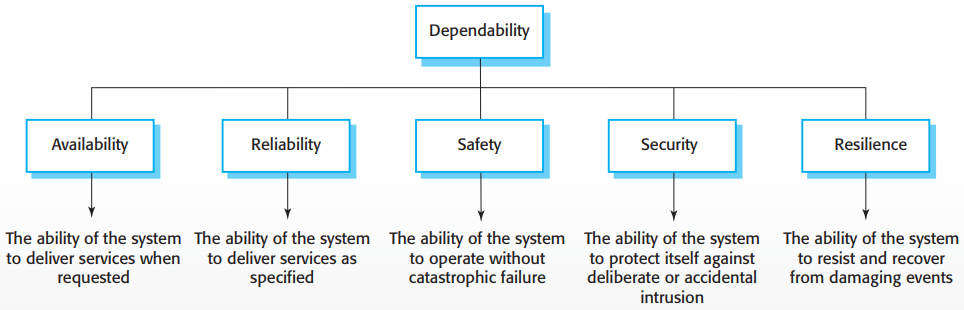 Dependability
Availability
Reliability
Safety
Security
Resilience
The ability of the system
to deliver services when
requested
The ability of the system
to deliver services as
specified
The ability of the system
to operate without
catastrophic failure
The ability of the system
to protect itself against
deliberate or accidental
intrusion
The ability of the system
to resist and recover
from damaging events